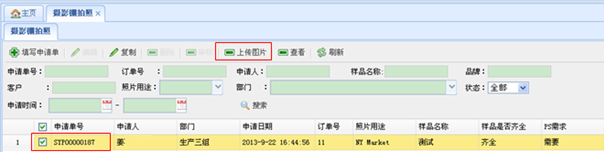 主页 摄影棚拍照
摄影棚拍照
填写申请单 编辑 复制 删除 上传图片 查看 刷新
申请单号： 订单号 ： 申请人： 样品名称： 品牌：
客户 ： 照片用途： 部门 ： 状态： 全部
申请时间： - 搜索
申请单号 申请人 部门 申请日期 订单号 照片用途 样品名称 样品是否齐全 PS需求
1 STP00000187 姜 生产三组 2013-9-22 16:44:56 11 NY Market 测试 齐全 需要